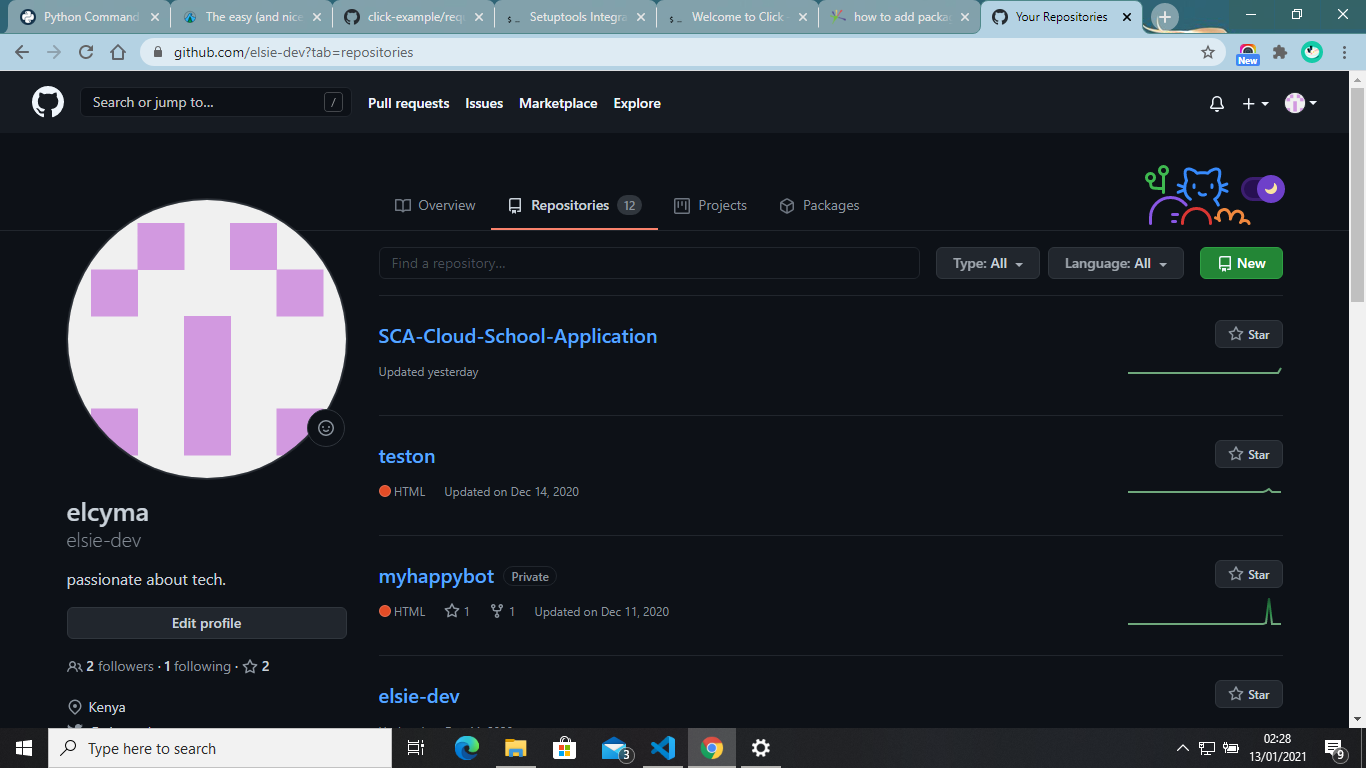 Python Command
The easy (and nice
click-example/requ
Setuptools Integra
Welcome to Click
how to add packa
Your Repositories
github.com/elsie-dev?tab=repositories
New
Search or jump to...
/
Pull requests
Issues
Marketplace
Explore
Overview
Repositories 12
Projects
Packages
Find a repository...
Type: All
Language: All
New
SCA-Cloud-School-Application
Star
Updated yesterday
teston
Star
HTML Updated on Dec 14, 2020
myhappybot Private
Star
HTML 1 1 Updated on Dec 11, 2020
elsie-dev
Star
elcyma
elsie-dev
passionate about tech.
Edit profile
2 followers · 1 following · 2
Kenya
Type here to search
3
02:28
13/01/2021
9